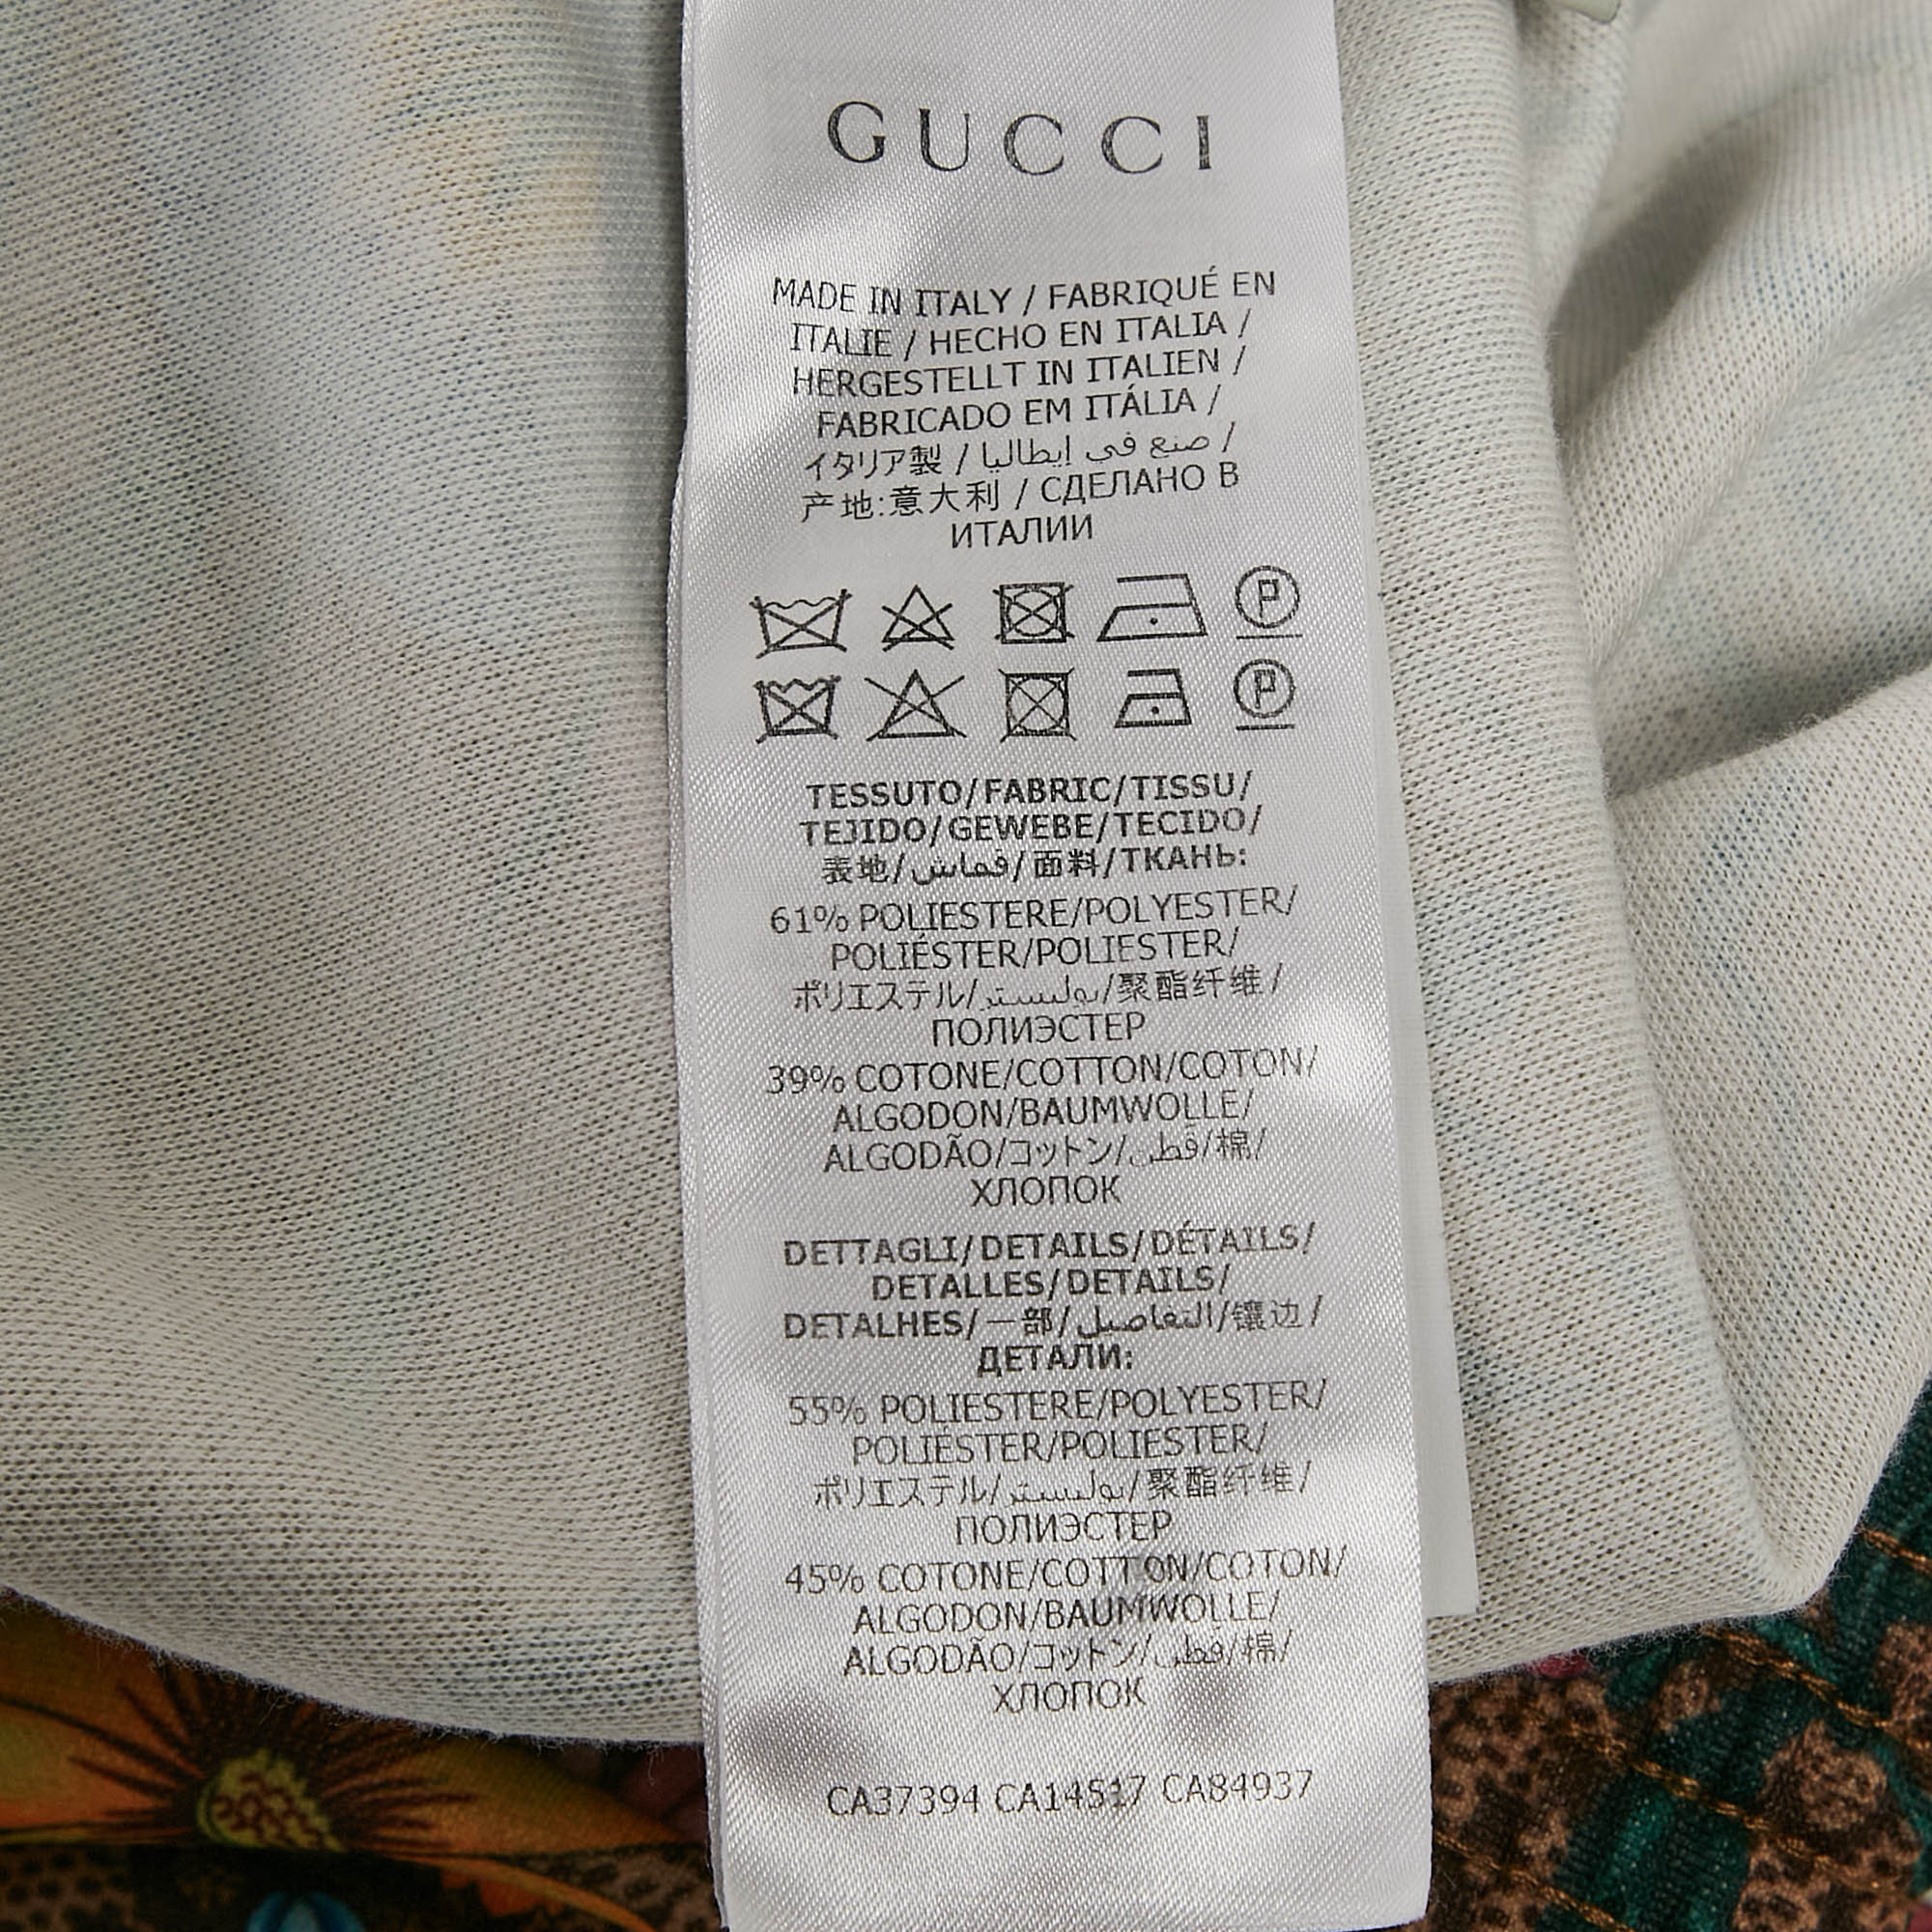 GUCCI
MADE IN ITALY / FABRIQUÉ EN
ITALIE / HECHO EN ITALIA /
HERGESTELLT IN ITALIEN /
FABRICADO EM ITÁLIA /
イタリア製 / صنع في إيطاليا /
产地:意大利 / СДЕЛАНО В
ИТАЛИИ
P
P
TESSUTO/FABRIC/TISSU/
TEJIDO/GEWEBE/TECIDO/
表地/قماش/面料/ТКАНЬ:
61% POLIESTERE/POLYESTER/
POLIÉSTER/POLIESTER/
ポリエステル/بوليستر/聚酯纤维/
ПОЛИЭСТЕР
39% COTONE/COTTON/COTON/
ALGODON/BAUMWOLLE/
ALGODÃO/コットン/قطن/棉/
ХЛОПОК
DETTAGLI/DETAILS/DÉTAILS/
DETALLES/DETAILS/
DETALHES/一部/التفاصيل/镶边/
ДЕТАЛИ:
55% POLIESTERE/POLYESTER/
POLIÉSTER/POLIESTER/
ポリエステル/بوليستر/聚酯纤维/
ПОЛИЭСТЕР
45% COTONE/COTTON/COTON/
ALGODON/BAUMWOLLE/
ALGODÃO/コットン/قطن/棉/
ХЛОПОК
CA37394 CA14517 CA84937